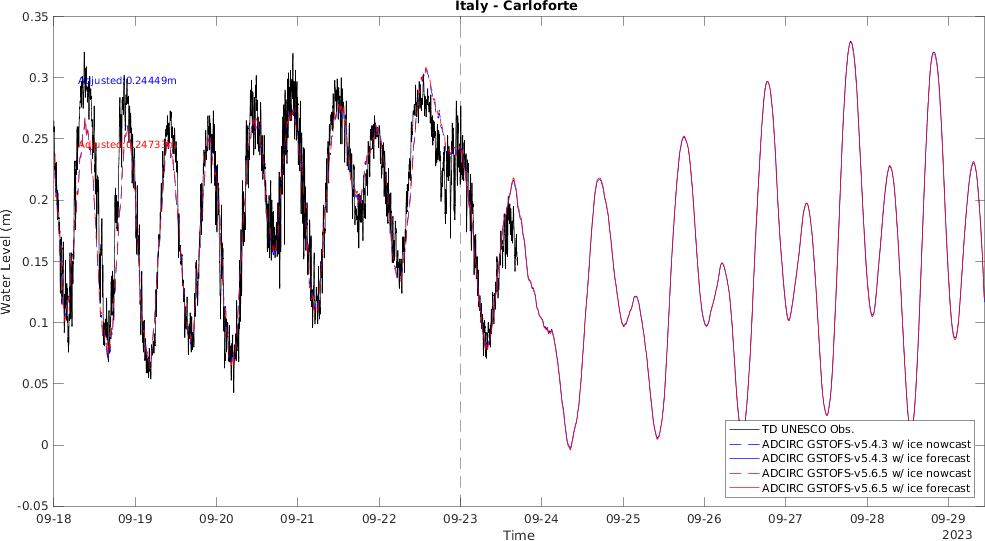 Italy - Carloforte
0.35
0.3
0.25
0.2
0.15
0.1
0.05
0
-0.05
Water Level (m)
Adjusted:0.24449m
TD UNESCO Obs.
ADCIRC GSTOFS-v5.4.3 w/ ice nowcast
ADCIRC GSTOFS-v5.4.3 w/ ice forecast
ADCIRC GSTOFS-v5.6.5 w/ ice nowcast
ADCIRC GSTOFS-v5.6.5 w/ ice forecast
09-18 09-19 09-20 09-21 09-22 09-23 09-24 09-25 09-26 09-27 09-28 09-29
Time
2023